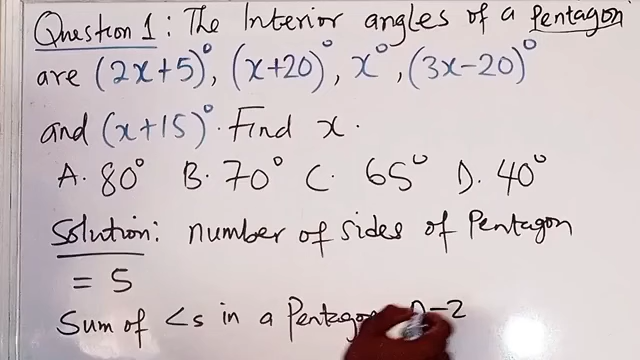 Question 1: The Interior angles of a pentagon
are (2x+5)°, (x+20)°, x°, (3x-20)°
and (x+15)°. Find x.
A. 80° B. 70° C. 65° D. 40°
Solution: number of sides of Pentagon
= 5
Sum of <s in a Pentagon n-2